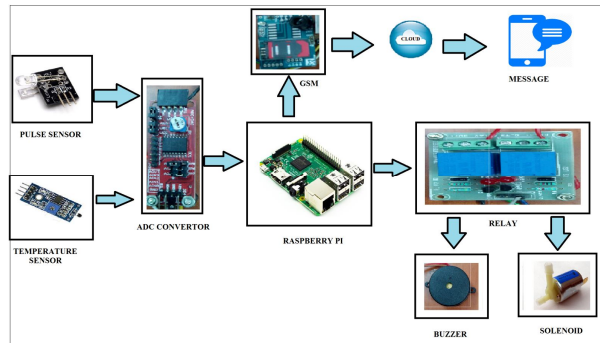 CLOUD
GSM
MESSAGE
PULSE SENSOR
ADC CONVERTOR
RASPBERRY PI
RELAY
TEMPERATURE
SENSOR
BUZZER
SOLENOID